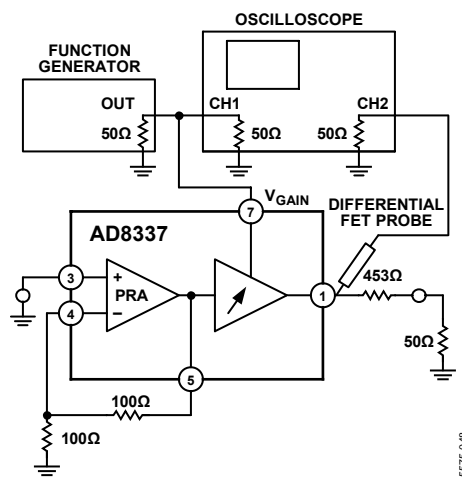 OSCILLOSCOPE
FUNCTION
GENERATOR
OUT
CH1
CH2
50Ω
50Ω
50Ω
VGAIN
DIFFERENTIAL
FET PROBE
7
AD8337
453Ω
3
+
PRA
1
4
–
50Ω
5
100Ω
100Ω